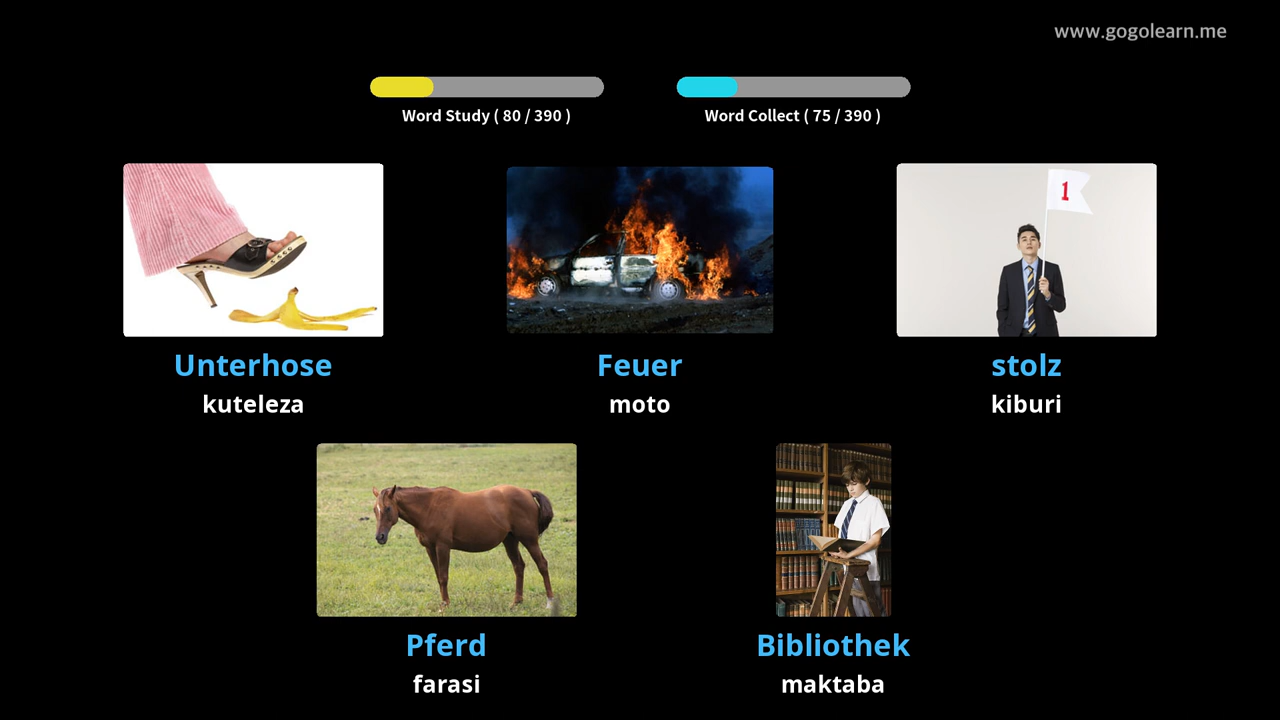 www.gogolearn.me
Word Study ( 80 / 390 )
Word Collect ( 75 / 390 )
1
Unterhose
kuteleza
Feuer
moto
stolz
kiburi
Pferd
farasi
Bibliothek
maktaba